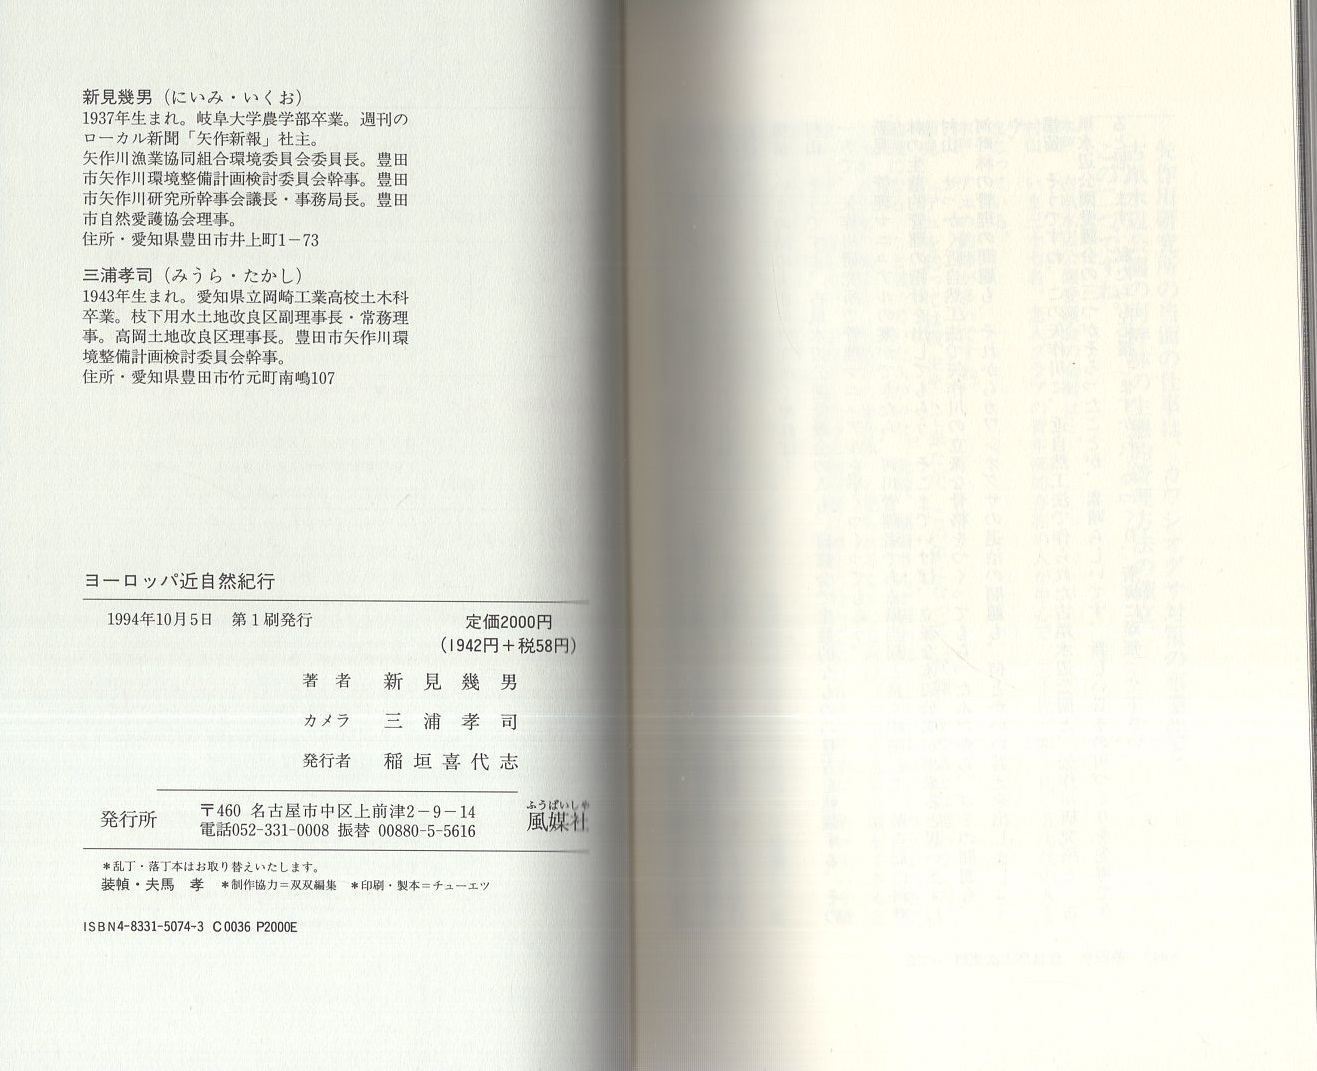 新見幾男（にいみ・いくお）
1937年生まれ。岐阜大学農学部卒業。週刊の
ローカル新聞「矢作新報」社主。
矢作川漁業協同組合環境委員会委員長。豊田
市矢作川環境整備計画検討委員会幹事。豊田
市矢作川研究所幹事会議長・事務局長。豊田
市自然愛護協会理事。
住所・愛知県豊田市井上町1－73
三浦孝司（みうら・たかし）
1943年生まれ。愛知県立岡崎工業高校土木科
卒業。枝下用水土地改良区副理事長・常務理
事。高岡土地改良区理事長。豊田市矢作川環
境整備計画検討委員会幹事。
住所・愛知県豊田市竹元町南嶋107
ヨーロッパ近自然紀行
1994年10月5日　第1刷発行
定価2000円
（1942円＋税58円）
著　者　新見幾男
カメラ　三浦孝司
発行者　稲垣喜代志
発行所　〒460 名古屋市中区上前津2－9－14
電話052-331-0008 振替 00880-5-5616
ふうばいしゃ
風媒社
＊乱丁・落丁本はお取り替えいたします。
装幀・夫馬　孝　＊制作協力＝双双編集　＊印刷・製本＝チューエツ
ISBN4-8331-5074-3 C0036 P2000E